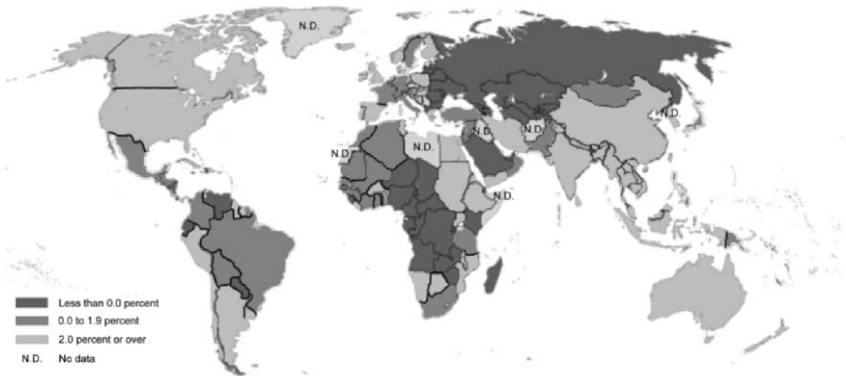 N.D.
N.D.
N.D.
N.D.
N.D.
N.D.
N.D.
Less than 0.0 percent
0.0 to 1.9 percent
2.0 percent or over
N.D. No data